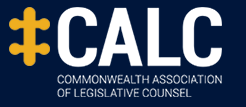 CALC
COMMONWEALTH ASSOCIATION
OF LEGISLATIVE COUNSEL